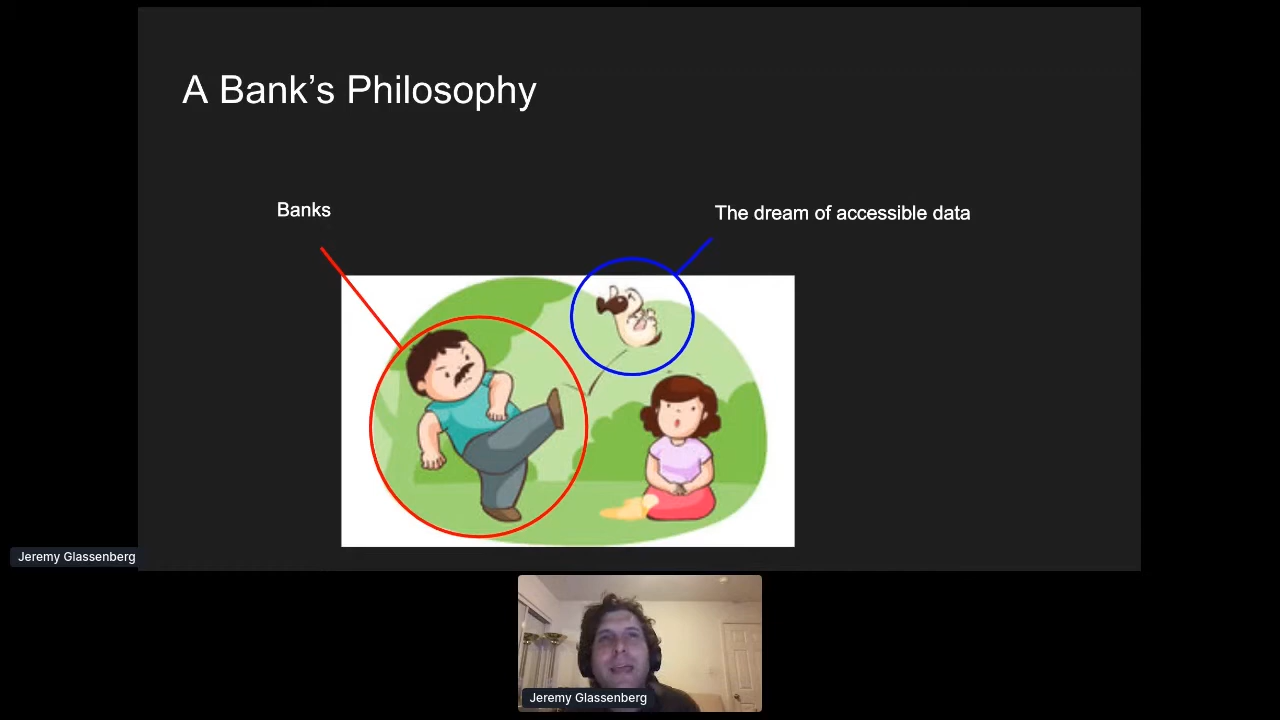 A Bank’s Philosophy
Banks
The dream of accessible data
Jeremy Glassenberg
Jeremy Glassenberg